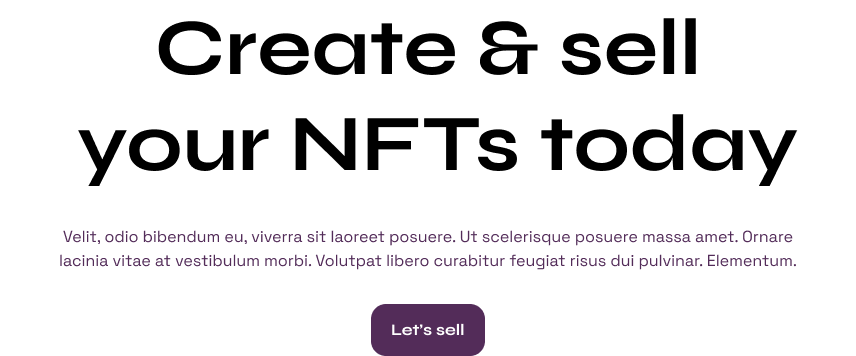 Create & sell
your NFTs today
Velit, odio bibendum eu, viverra sit laoreet posuere. Ut scelerisque posuere massa amet. Ornare
lacinia vitae at vestibulum morbi. Volutpat libero curabitur feugiat risus dui pulvinar. Elementum.
Let's sell